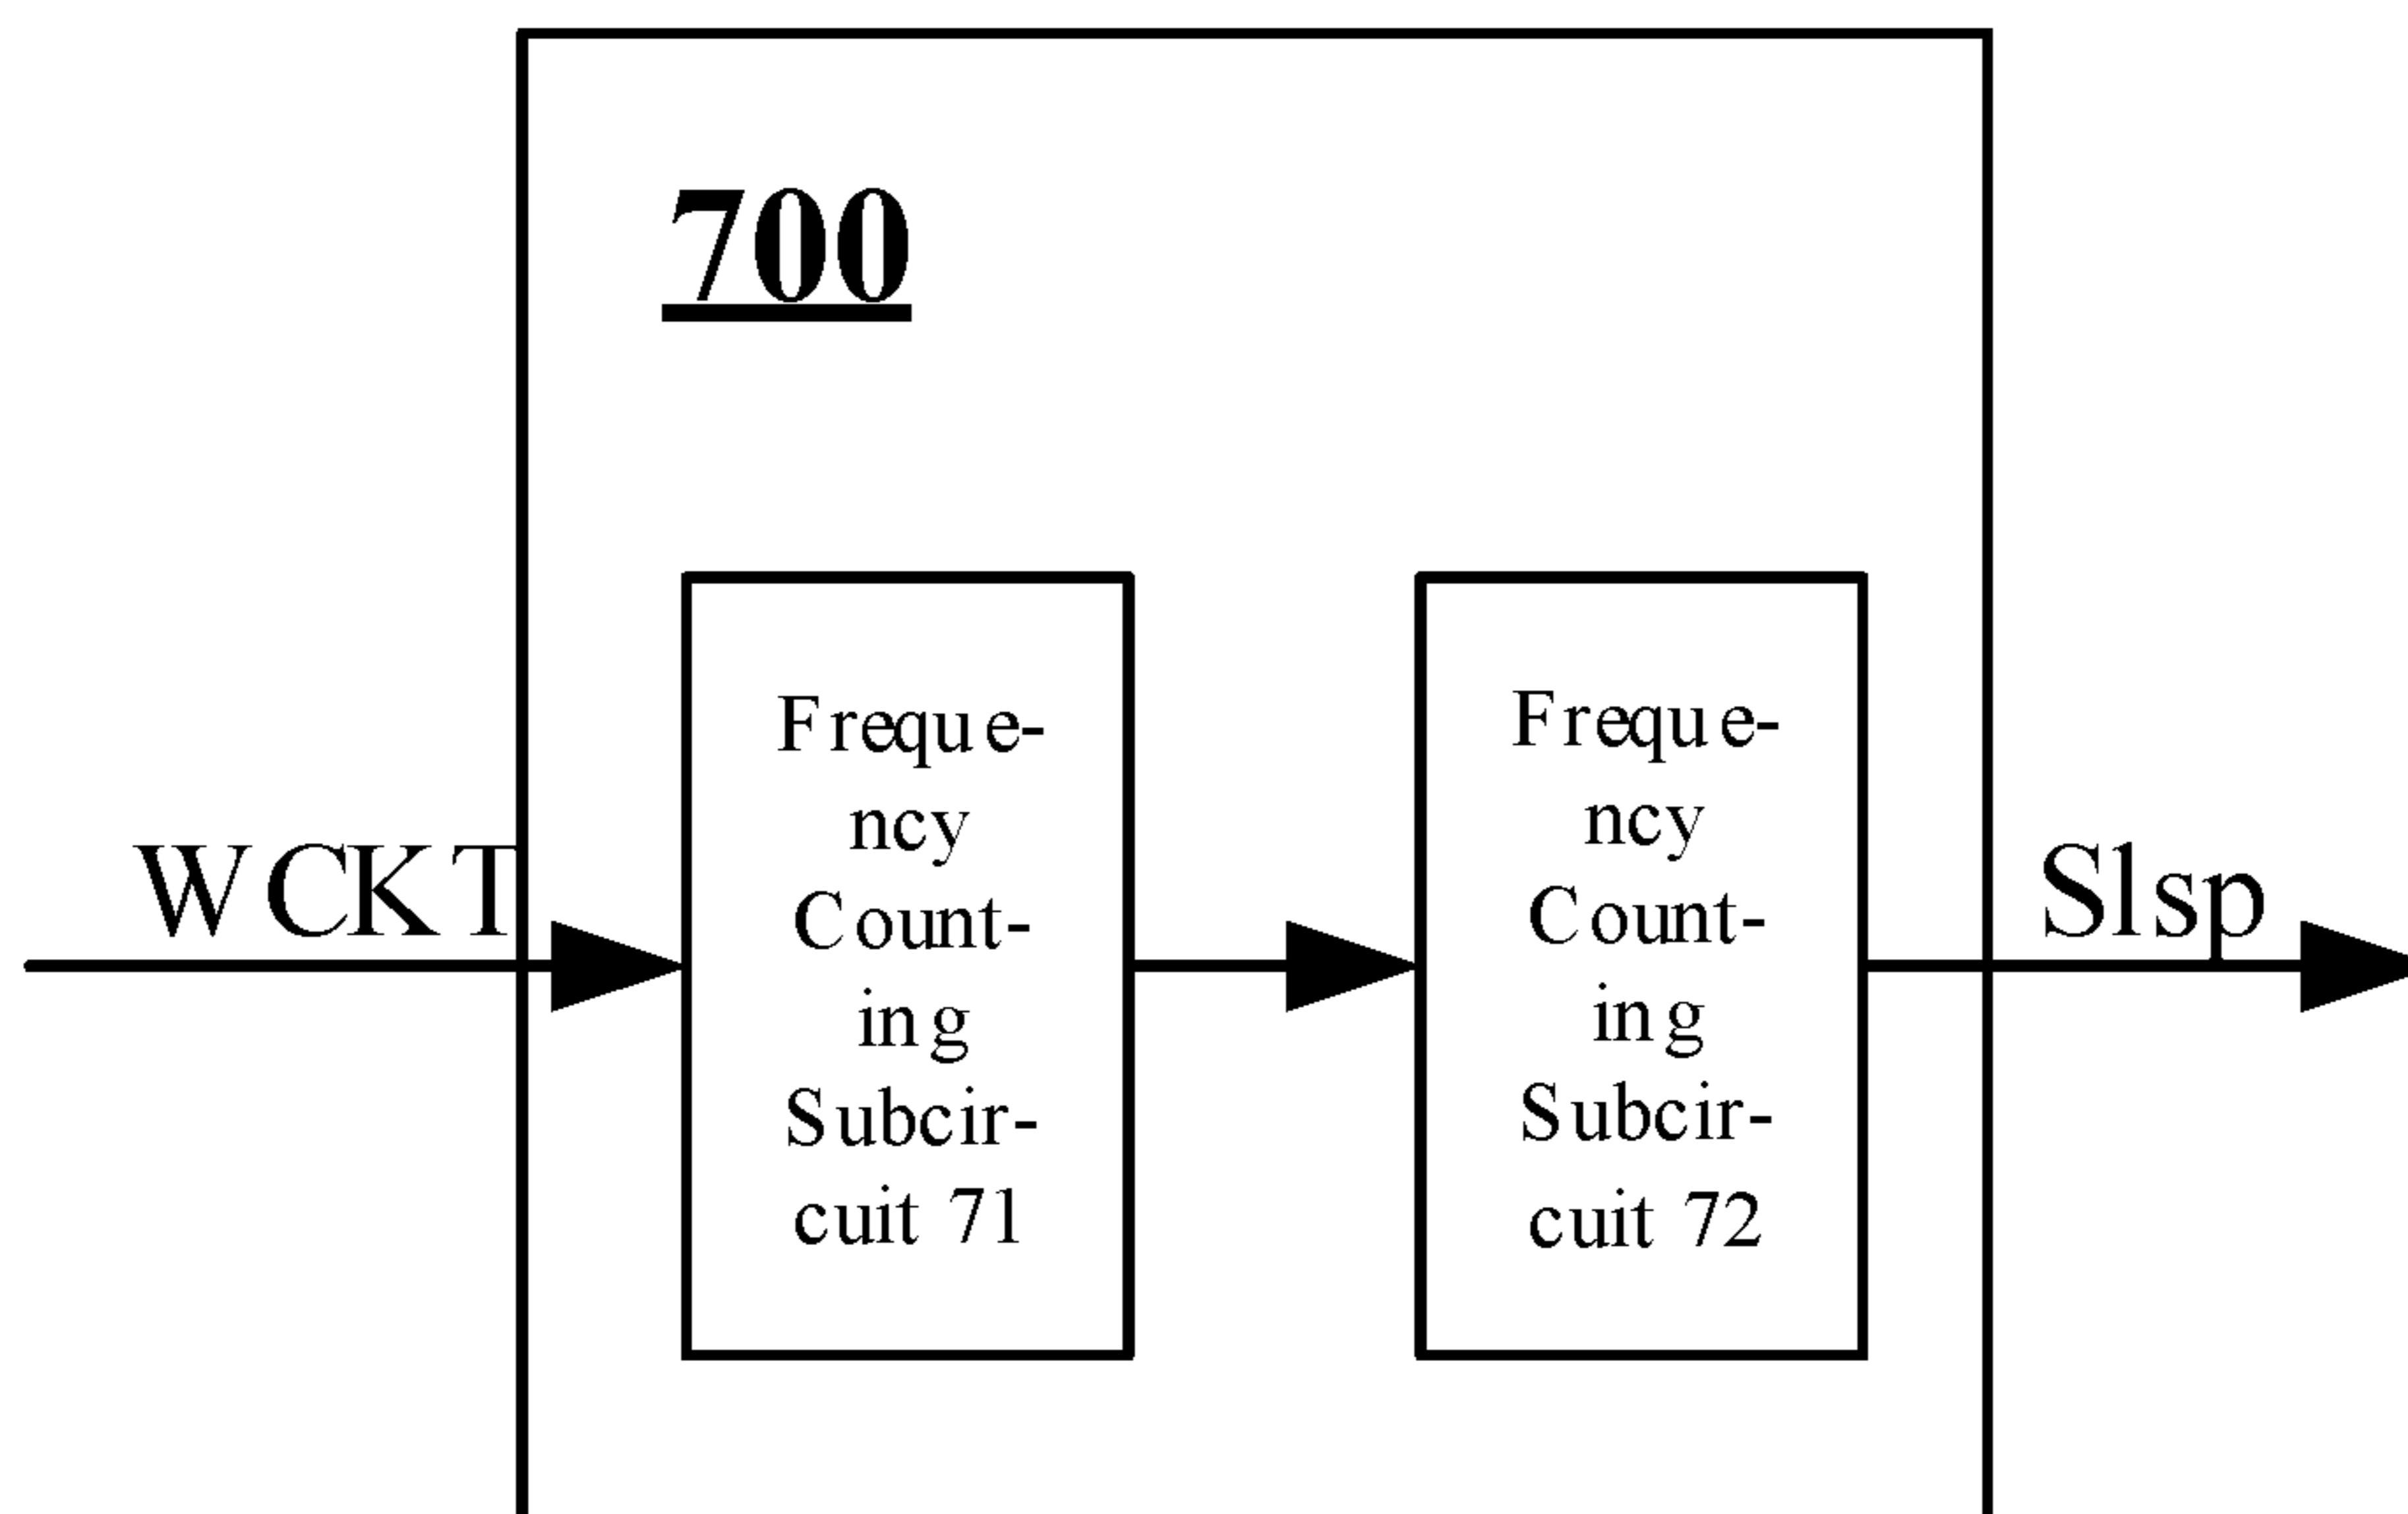 700
WCKT
Freque-
ncy
Count-
ing
Subcir-
cuit 71
Freque-
ncy
Count-
ing
Subcir-
cuit 72
Slsp